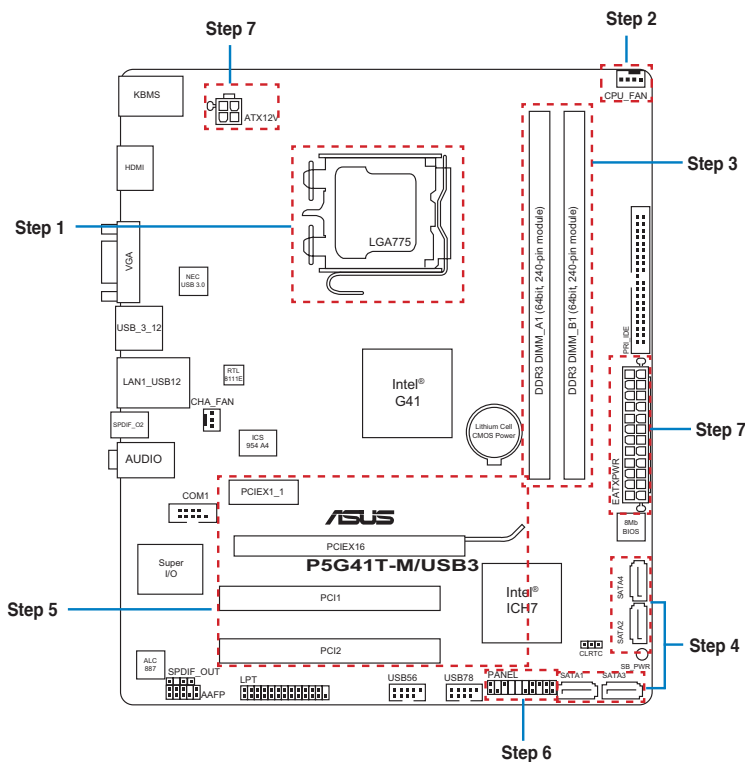 Step 2
Step 7
KBMS
ATX12V
CPU_FAN
Step 3
HDMI
Step 1
LGA775
VGA
NEC
USB 3.0
DDR3 DIMM_A1 (64bit, 240-pin module)
DDR3 DIMM_B1 (64bit, 240-pin module)
PRI_IDE
USB_3_12
LAN1_USB12
RTL
8111E
Intel®
G41
CHA_FAN
SPDIF_O2
Lithium Cell
CMOS Power
Step 7
EATXPWR
ICS
954 A4
AUDIO
PCIEX1_1
COM1
ASUS
8Mb
BIOS
PCIEX16
P5G41T-M/USB3
Super
I/O
Intel®
ICH7
SATA4
PCI1
Step 5
SATA2
Step 4
CLRTC
PCI2
ALC
887
SB_PWR
SPDIF_OUT
AAFP
LPT
USB56
USB78
PANEL
SATA1
SATA3
Step 6